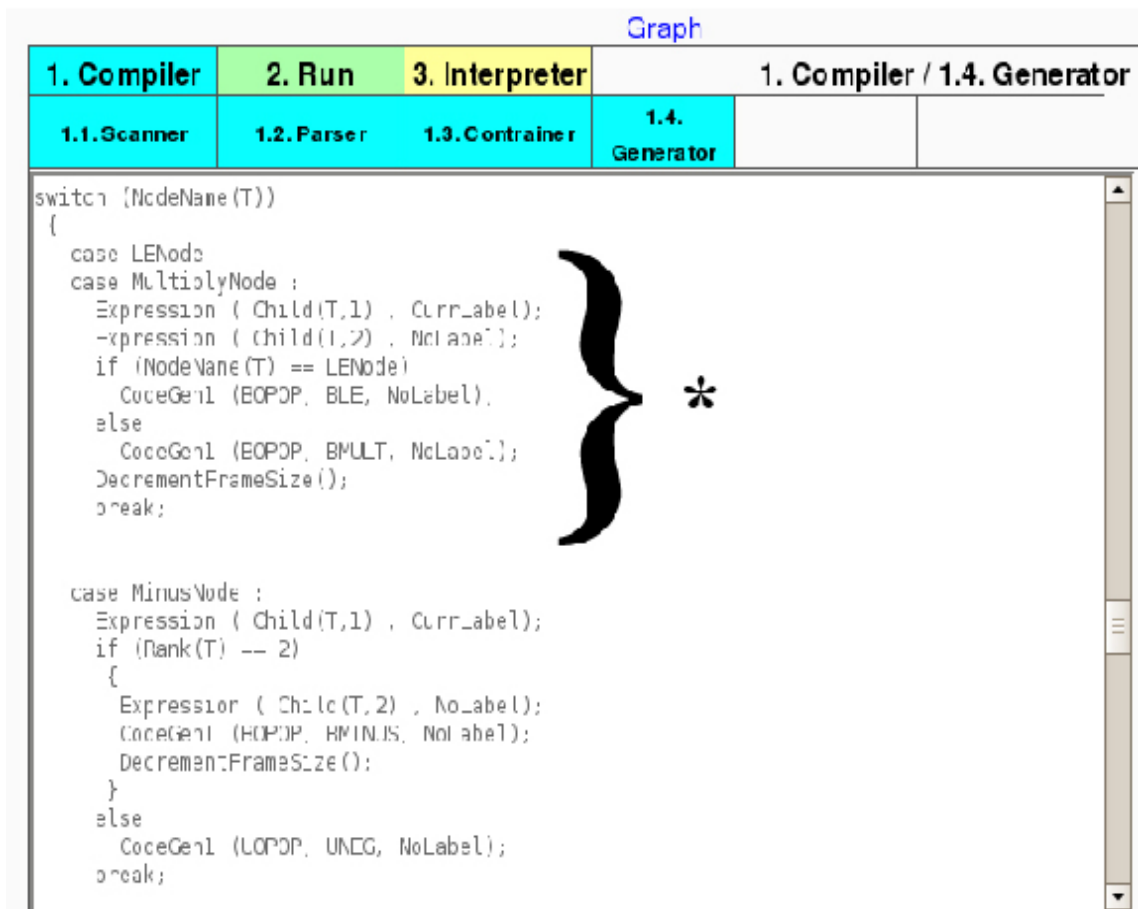 Graph
1. Compiler 2. Run 3. Interpreter 1. Compiler / 1.4. Generator
1.1. Scanner 1.2. Parser 1.3. Contrainer 1.4. Generator
switch (NodeName(T))
{
case LENode
case MultiplyNode :
Expression ( Child(T,1) , CurrLabel);
Expression ( Child(T,2) , NoLabel);
if (NodeName(T) == LENode)
CodeGen1 (BOPOP, BLE, NoLabel),
else
CodeGen1 (BOPOP, BMULT, NoLabel);
DecrementFrameSize();
break;
} *
case MinusNode :
Expression ( Child(T,1) , CurrLabel);
if (Rank(T) == 2)
{
Expression ( Child(T,2) , NoLabel);
CodeGen1 (BOPOP, BMINUS, NoLabel);
DecrementFrameSize();
}
else
CodeGen1 (UOPOP, UNEG, NoLabel);
break;